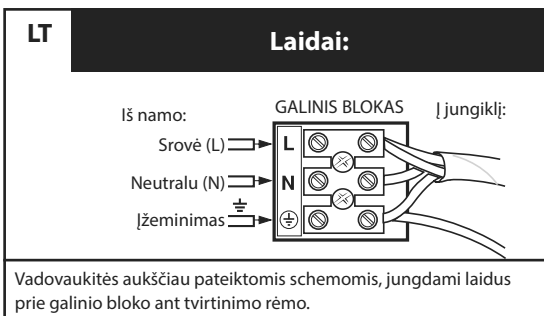 LT
Laidai:
Iš namo:
GALINIS BLOKAS
Į jungiklį:
Srovė (L)
L
Neutralu (N)
N
Įžeminimas
Vadovaukitės aukščiau pateiktomis schemomis, jungdami laidus
prie galinio bloko ant tvirtinimo rėmo.